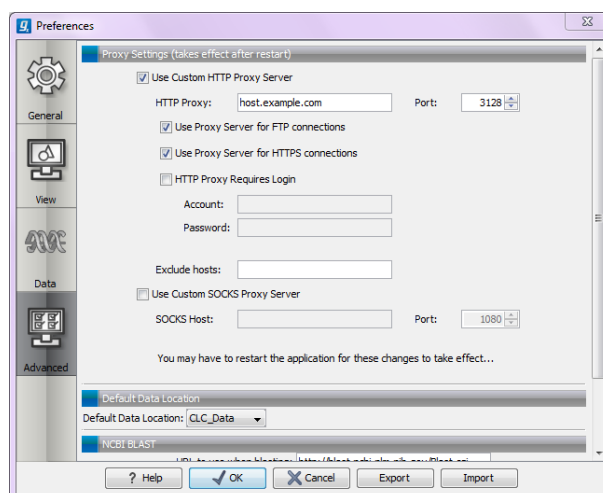 Preferences
Proxy Settings (takes effect after restart)
Use Custom HTTP Proxy Server
HTTP Proxy: host.example.com Port: 3128
Use Proxy Server for FTP connections
Use Proxy Server for HTTPS connections
HTTP Proxy Requires Login
Account:
Password:
Exclude hosts:
Use Custom SOCKS Proxy Server
SOCKS Host: Port: 1080
You may have to restart the application for these changes to take effect...
General
View
Data
Advanced
Default Data Location
Default Data Location: CLC_Data
NCBI BLAST
? Help OK Cancel Export Import